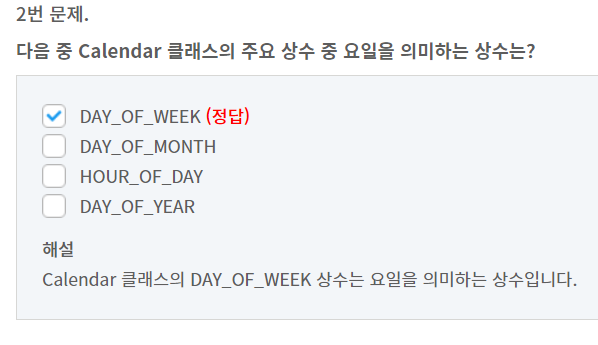 2번 문제.
다음 중 Calendar 클래스의 주요 상수 중 요일을 의미하는 상수는?
DAY_OF_WEEK (정답)
DAY_OF_MONTH
HOUR_OF_DAY
DAY_OF_YEAR
해설
Calendar 클래스의 DAY_OF_WEEK 상수는 요일을 의미하는 상수입니다.